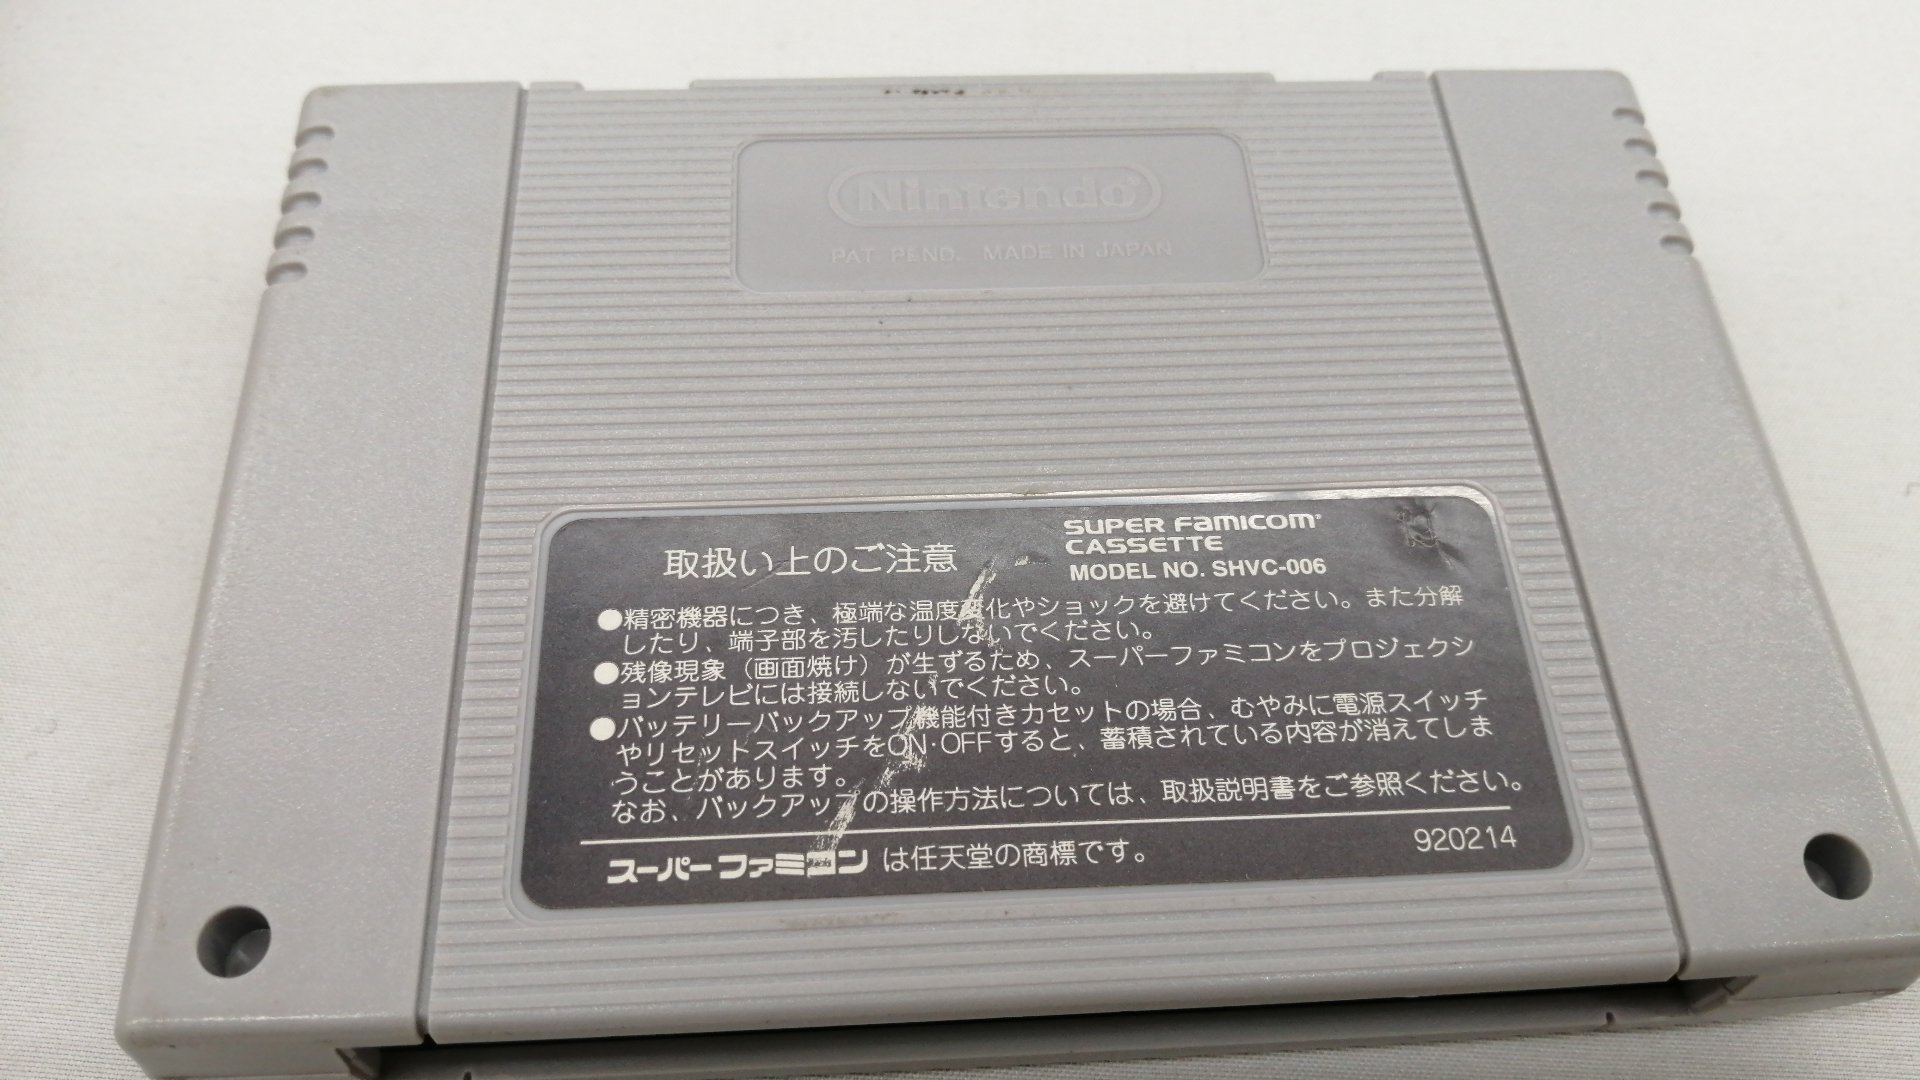 Nintendo
PAT. PEND. MADE IN JAPAN
取扱い上のご注意
SUPER FAMICOM
CASSETTE
MODEL NO. SHVC-006
●精密機器につき、極端な温度変化やショックを避けてください。また分解
したり、端子部を汚したりしないでください。
●残像現象（画面焼け）が生ずるため、スーパーファミコンをプロジェクシ
ョンテレビには接続しないでください。
●バッテリーバックアップ機能付きカセットの場合、むやみに電源スイッチ
やリセットスイッチをON・OFFすると、蓄積されている内容が消えてしま
うことがあります。
なお、バックアップの操作方法については、取扱説明書をご参照ください。
スーパーファミコン は任天堂の商標です。
920214